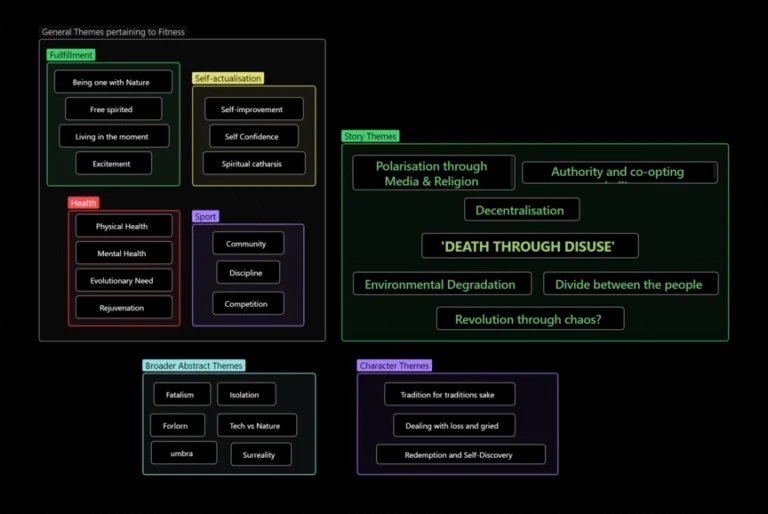 General Themes pertaining to Fitness
Fullfillment
Being one with Nature
Free spirited
Living in the moment
Excitement
Self-actualisation
Self-improvement
Self Confidence
Spiritual catharsis
Health
Physical Health
Mental Health
Evolutionary Need
Rejuvenation
Sport
Community
Discipline
Competition
Story Themes
Polarisation through
Media & Religion
Authority and co-opting
Decentralisation
'DEATH THROUGH DISUSE'
Environmental Degradation
Divide between the people
Revolution through chaos?
Broader Abstract Themes
Fatalism
Isolation
Forlorn
Tech vs Nature
umbra
Surreality
Character Themes
Tradition for traditions sake
Dealing with loss and gried
Redemption and Self-Discovery